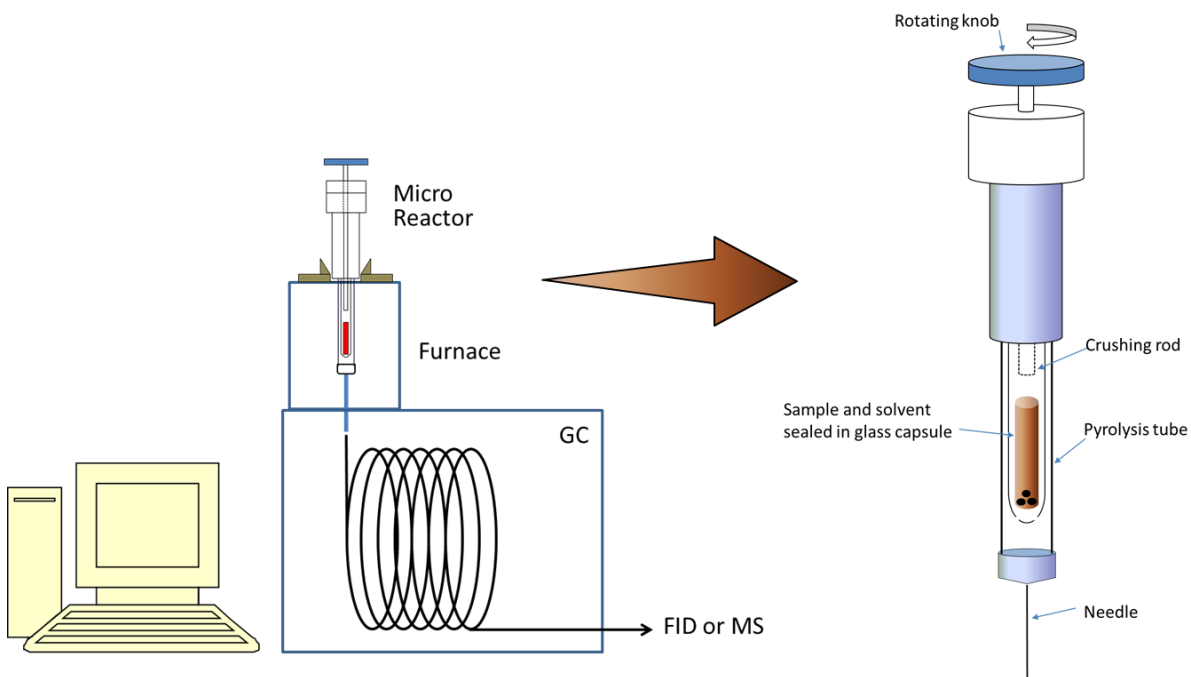 Rotating knob
Micro
Reactor
Furnace
GC
FID or MS
Crushing rod
Sample and solvent
sealed in glass capsule
Pyrolysis tube
Needle